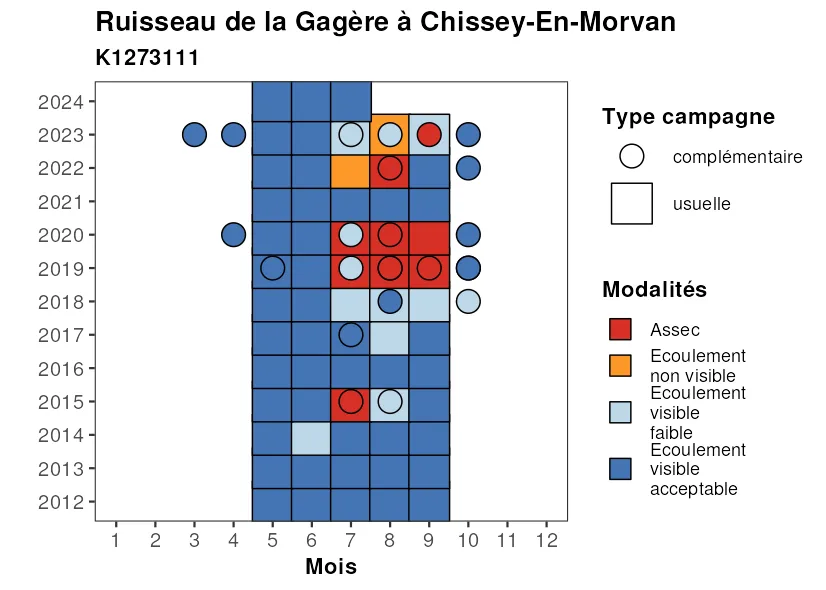 Ruisseau de la Gagère à Chissey-En-Morvan
K1273111
2024
2023
2022
2021
2020
2019
2018
2017
2016
2015
2014
2013
2012
1 2 3 4 5 6 7 8 9 10 11 12
Mois
Type campagne
complémentaire
usuelle
Modalités
Assec
Ecoulement
non visible
Ecoulement
visible
faible
Ecoulement
visible
acceptable